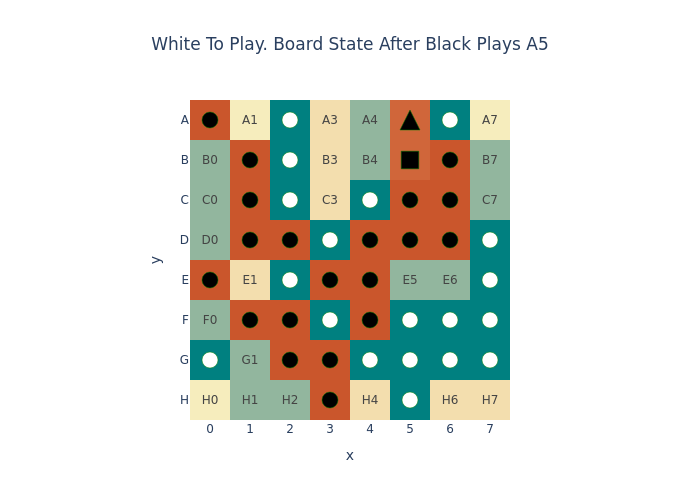 White To Play. Board State After Black Plays A5
A A1 A3 A4 A7
B B0 B3 B4 B7
C C0 C3 C7
D D0
E E1 E5 E6
F F0
G G1
H H0 H1 H2 H4 H6 H7
0 1 2 3 4 5 6 7
x
y